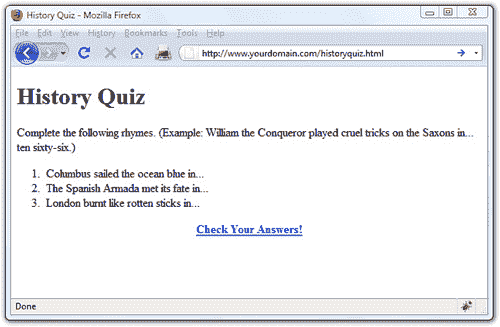 History Quiz - Mozilla Firefox
File Edit View History Bookmarks Tools Help
http://www.yourdomain.com/historyquiz.html
History Quiz
Complete the following rhymes. (Example: William the Conqueror played cruel tricks on the Saxons in...
ten sixty-six.)
1. Columbus sailed the ocean blue in...
2. The Spanish Armada met its fate in...
3. London burnt like rotten sticks in...
Check Your Answers!
Done